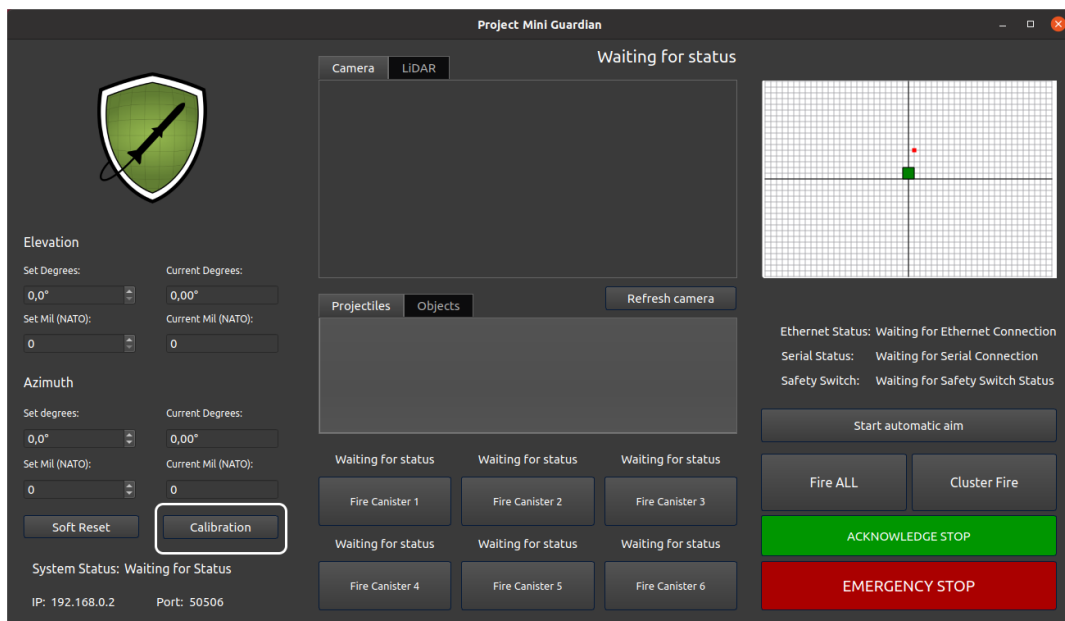 Project Mini Guardian
Elevation
Set Degrees:
Current Degrees:
0,0°
0,00°
Set Mil (NATO):
Current Mil (NATO):
0
0
Azimuth
Set degrees:
Current Degrees:
0,0°
0,00°
Set Mil (NATO):
Current Mil (NATO):
0
0
Soft Reset
Calibration
System Status: Waiting for Status
IP: 192.168.0.2
Port: 50506
Camera
LiDAR
Waiting for status
Projectiles
Objects
Refresh camera
Waiting for status
Waiting for status
Waiting for status
Fire Canister 1
Fire Canister 2
Fire Canister 3
Waiting for status
Waiting for status
Waiting for status
Fire Canister 4
Fire Canister 5
Fire Canister 6
Ethernet Status: Waiting for Ethernet Connection
Serial Status: Waiting for Serial Connection
Safety Switch: Waiting for Safety Switch Status
Start automatic aim
Fire ALL
Cluster Fire
ACKNOWLEDGE STOP
EMERGENCY STOP